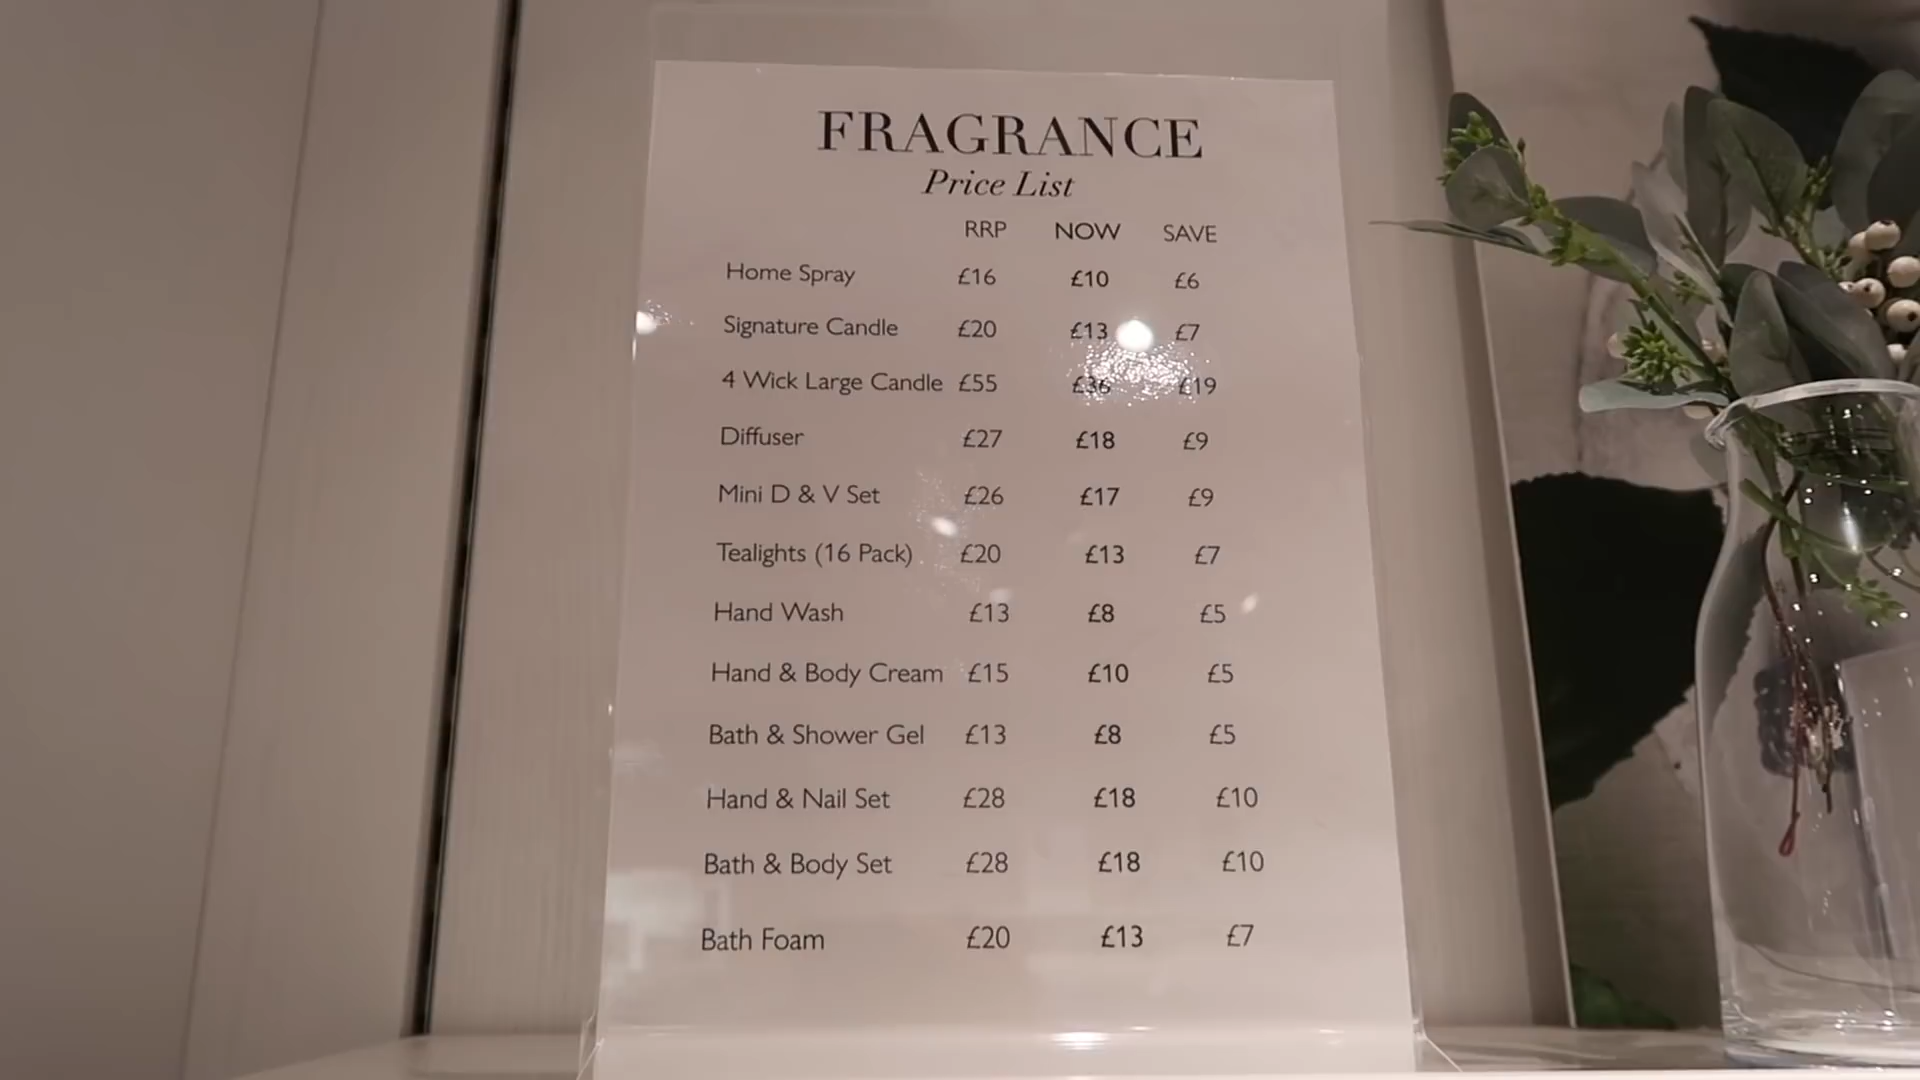 FRAGRANCE
Price List
RRP NOW SAVE
Home Spray £16 £10 £6
Signature Candle £20 £13 £7
4 Wick Large Candle £55 £36 £19
Diffuser £27 £18 £9
Mini D & V Set £26 £17 £9
Tealights (16 Pack) £20 £13 £7
Hand Wash £13 £8 £5
Hand & Body Cream £15 £10 £5
Bath & Shower Gel £13 £8 £5
Hand & Nail Set £28 £18 £10
Bath & Body Set £28 £18 £10
Bath Foam £20 £13 £7